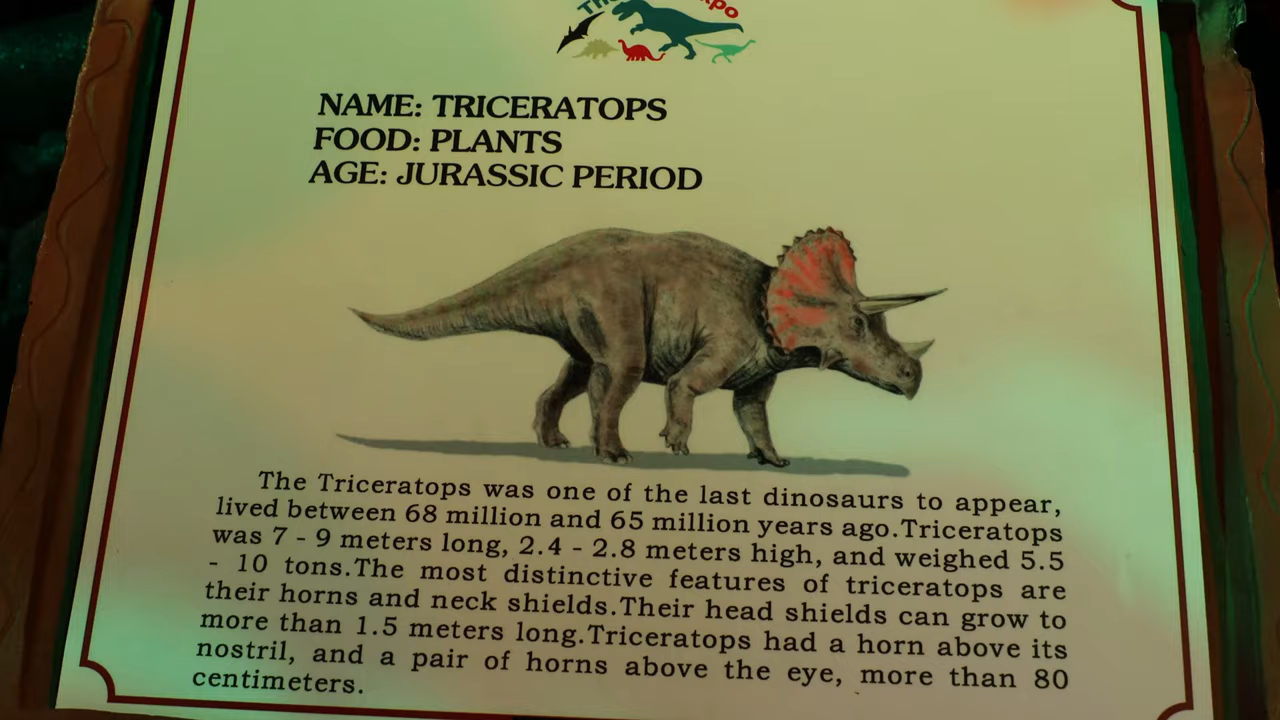 NAME: TRICERATOPS
FOOD: PLANTS
AGE: JURASSIC PERIOD
The Triceratops was one of the last dinosaurs to appear,
lived between 68 million and 65 million years ago.Triceratops
was 7 - 9 meters long, 2.4 - 2.8 meters high, and weighed 5.5
- 10 tons.The most distinctive features of triceratops are
their horns and neck shields.Their head shields can grow to
more than 1.5 meters long.Triceratops had a horn above its
nostril, and a pair of horns above the eye, more than 80
centimeters.